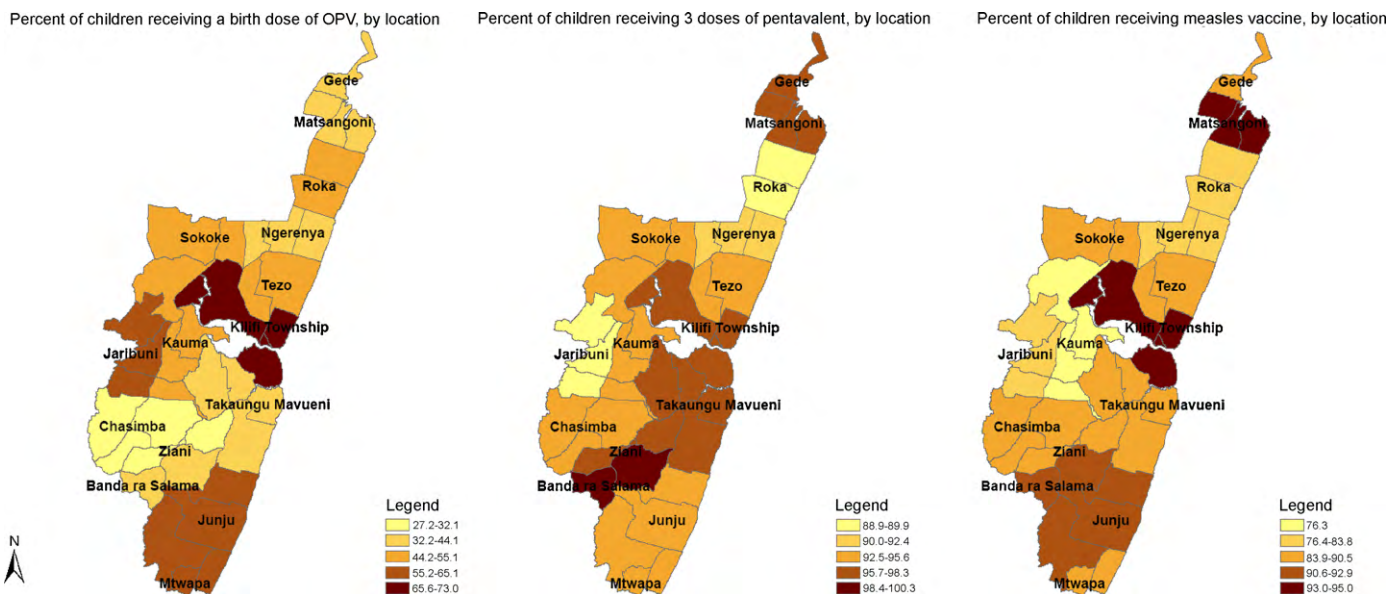 Percent of children receiving a birth dose of OPV, by location
Gede
Matsangoni
Roka
Sokoke
Ngerenya
Tezo
Kilifi Township
Kauma
Jaribuni
Takaungu Mavueni
Chasimba
Ziani
Banda ra Salama
Junju
Mtwapa
N
Legend
27.2-32.1
32.2-44.1
44.2-55.1
55.2-65.1
65.6-73.0
Percent of children receiving 3 doses of pentavalent, by location
Gede
Matsangoni
Roka
Sokoke
Ngerenya
Tezo
Kilifi Township
Kauma
Jaribuni
Takaungu Mavueni
Chasimba
Ziani
Banda ra Salama
Junju
Mtwapa
Legend
88.9-89.9
90.0-92.4
92.5-95.6
95.7-98.3
98.4-100.3
Percent of children receiving measles vaccine, by location
Gede
Matsangoni
Roka
Sokoke
Ngerenya
Tezo
Kilifi Township
Kauma
Jaribuni
Takaungu Mavueni
Chasimba
Ziani
Banda ra Salama
Junju
Mtwapa
Legend
76.3
76.4-83.8
83.9-90.5
90.6-92.9
93.0-95.0